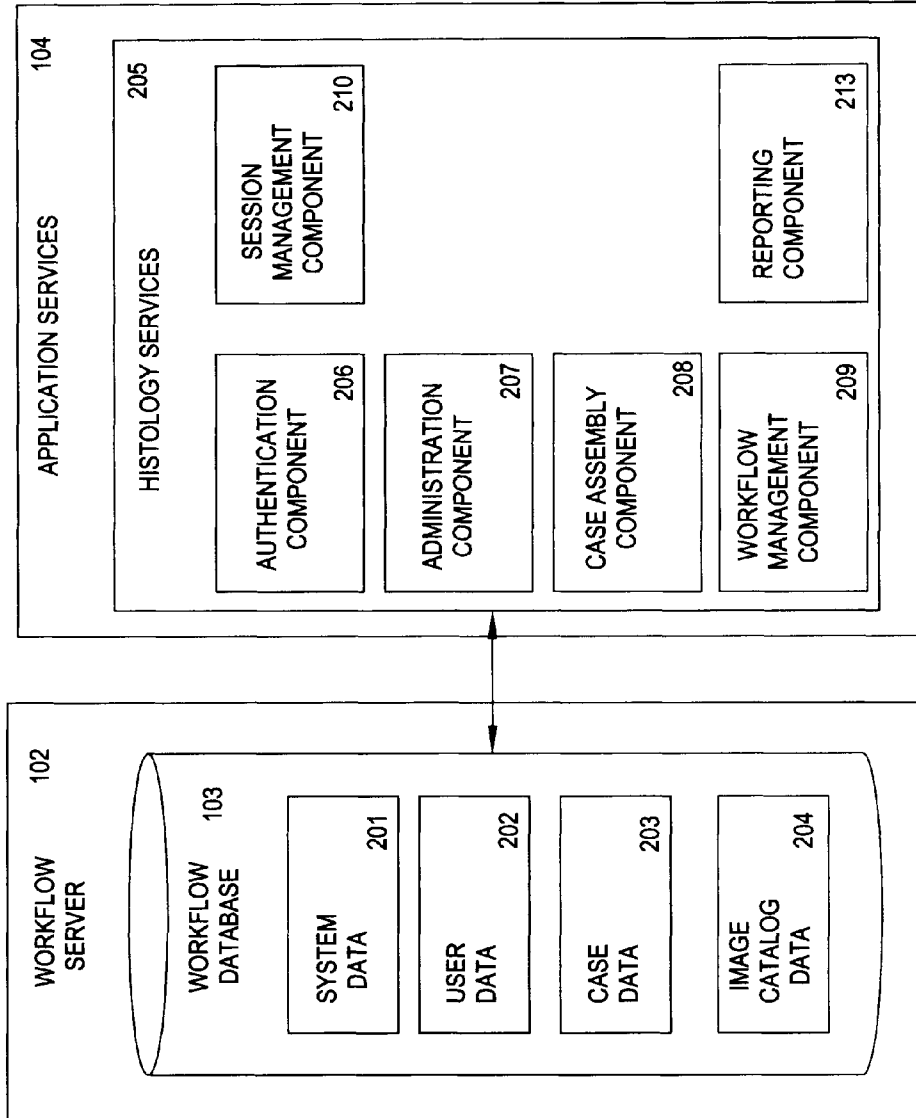 WORKFLOW
SERVER
102
WORKFLOW
DATABASE
103
SYSTEM
DATA
201
USER
DATA
202
CASE
DATA
203
IMAGE
CATALOG
DATA
204
APPLICATION SERVICES
104
HISTOLOGY SERVICES
205
AUTHENTICATION
COMPONENT
206
SESSION
MANAGEMENT
COMPONENT
210
ADMINISTRATION
COMPONENT
207
CASE ASSEMBLY
COMPONENT
208
WORKFLOW
MANAGEMENT
COMPONENT
209
REPORTING
COMPONENT
213